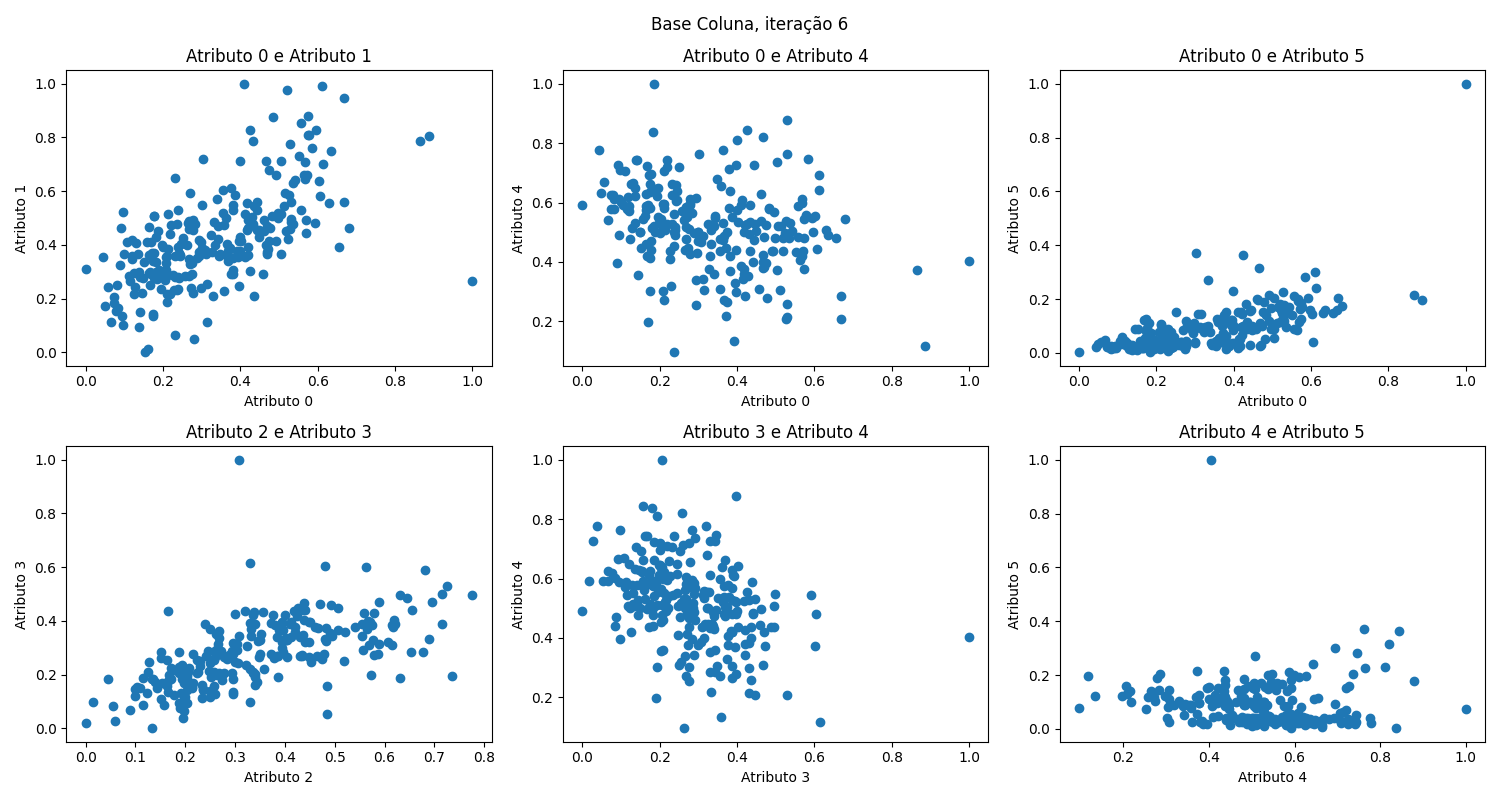 Base Coluna, iteração 6
Atributo 0 e Atributo 1
Atributo 0 e Atributo 4
Atributo 0 e Atributo 5
1.0
0.8
0.6
0.4
0.2
0.0
Atributo 1
0.0 0.2 0.4 0.6 0.8 1.0
Atributo 0
1.0
0.8
0.6
0.4
0.2
Atributo 4
0.0 0.2 0.4 0.6 0.8 1.0
Atributo 0
1.0
0.8
0.6
0.4
0.2
0.0
Atributo 5
0.0 0.2 0.4 0.6 0.8 1.0
Atributo 0
Atributo 2 e Atributo 3
Atributo 3 e Atributo 4
Atributo 4 e Atributo 5
1.0
0.8
0.6
0.4
0.2
0.0
Atributo 3
0.0 0.1 0.2 0.3 0.4 0.5 0.6 0.7 0.8
Atributo 2
1.0
0.8
0.6
0.4
0.2
Atributo 4
0.0 0.2 0.4 0.6 0.8 1.0
Atributo 3
1.0
0.8
0.6
0.4
0.2
0.0
Atributo 5
0.2 0.4 0.6 0.8 1.0
Atributo 4